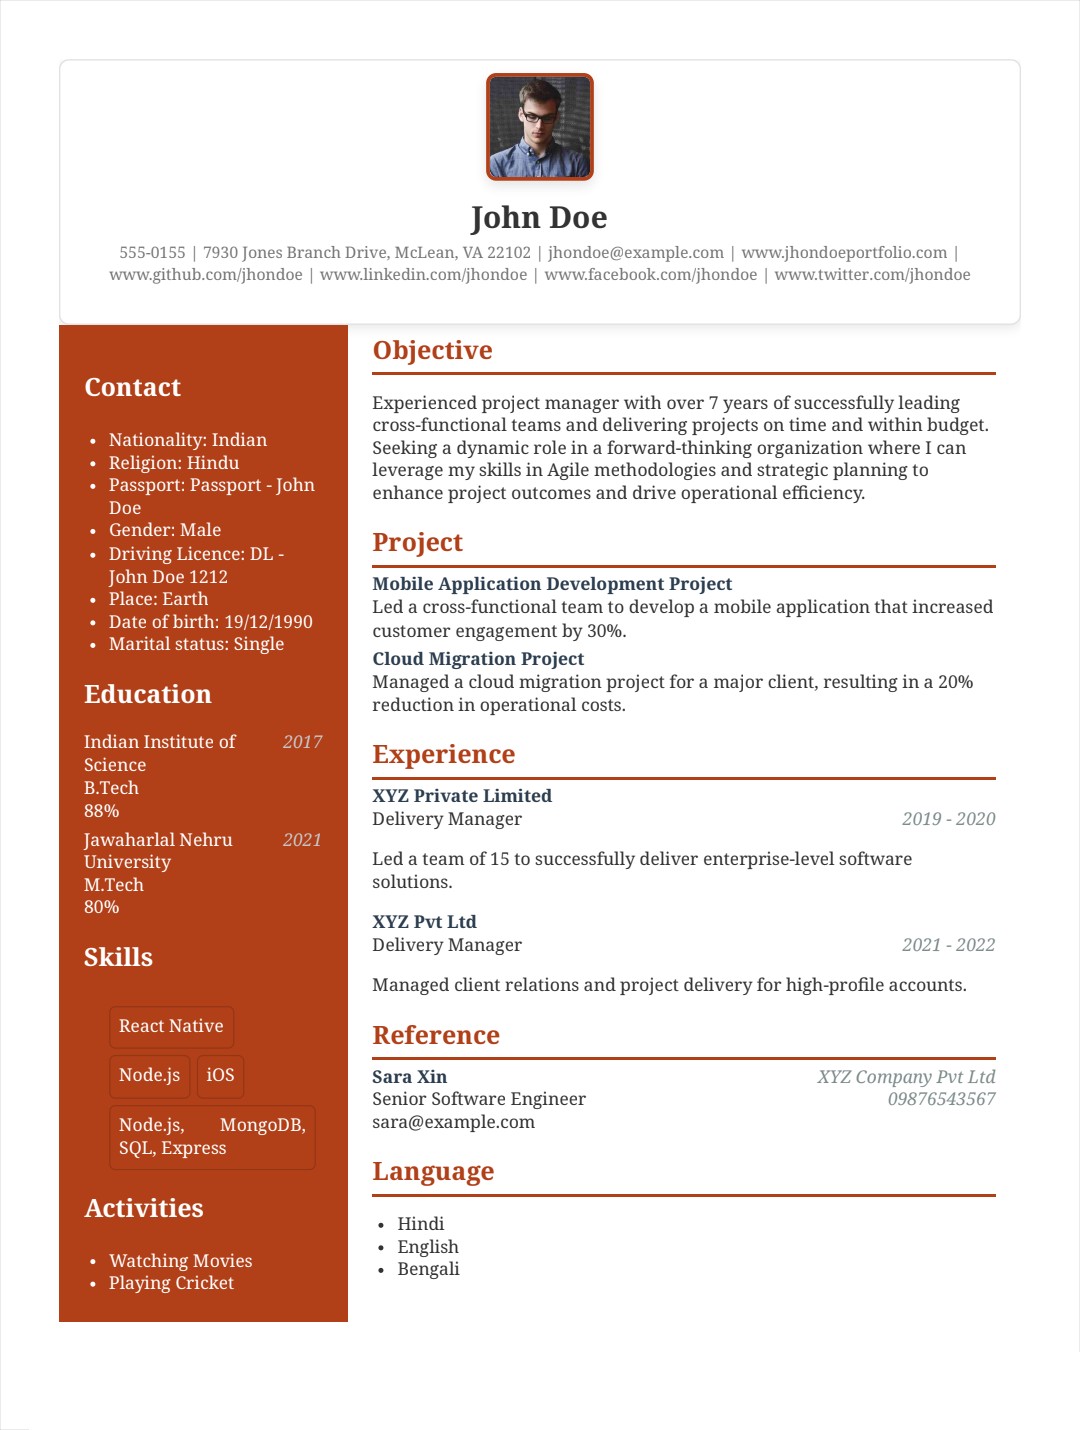 John Doe
555-0155 | 7930 Jones Branch Drive, McLean, VA 22102 | jhondoe@example.com | www.jhondoeportfolio.com |
www.github.com/jhondoe | www.linkedin.com/jhondoe | www.facebook.com/jhondoe | www.twitter.com/jhondoe
Contact
• Nationality: Indian
• Religion: Hindu
• Passport: Passport - John
Doe
• Gender: Male
• Driving Licence: DL -
John Doe 1212
• Place: Earth
• Date of birth: 19/12/1990
• Marital status: Single
Education
Indian Institute of 2017
Science
B.Tech
88%
Jawaharlal Nehru 2021
University
M.Tech
80%
Skills
React Native
Node.js iOS
Node.js, MongoDB,
SQL, Express
Activities
• Watching Movies
• Playing Cricket
Objective
Experienced project manager with over 7 years of successfully leading
cross-functional teams and delivering projects on time and within budget.
Seeking a dynamic role in a forward-thinking organization where I can
leverage my skills in Agile methodologies and strategic planning to
enhance project outcomes and drive operational efficiency.
Project
Mobile Application Development Project
Led a cross-functional team to develop a mobile application that increased
customer engagement by 30%.
Cloud Migration Project
Managed a cloud migration project for a major client, resulting in a 20%
reduction in operational costs.
Experience
XYZ Private Limited
Delivery Manager 2019 - 2020
Led a team of 15 to successfully deliver enterprise-level software
solutions.
XYZ Pvt Ltd
Delivery Manager 2021 - 2022
Managed client relations and project delivery for high-profile accounts.
Reference
Sara Xin XYZ Company Pvt Ltd
Senior Software Engineer 09876543567
sara@example.com
Language
• Hindi
• English
• Bengali